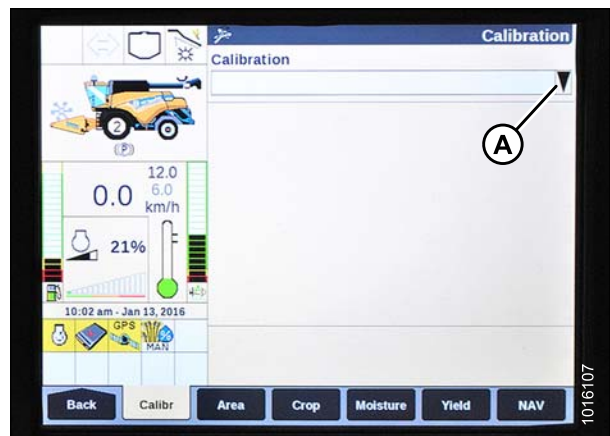 Calibration
Calibration
A
2
(P)
12.0
6.0
0.0
km/h
21%
10:02 am - Jan 13, 2016
GPS
MAN
Back
Calibr
Area
Crop
Moisture
Yield
NAV
1016107